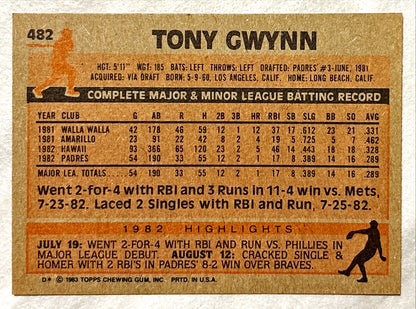 482
TONY GWYNN
HGT: 5'11" WGT: 185 BATS: LEFT THROWS: LEFT DRAFTED: PADRES #3-JUNE, 1981
ACQUIRED: VIA DRAFT BORN: 5-9-60, LOS ANGELES, CALIF. HOME: LONG BEACH, CALIF.
COMPLETE MAJOR & MINOR LEAGUE BATTING RECORD
YEAR CLUB G AB R H 2B 3B HR RBI SB SLG BB SO AVG
1981 WALLA WALLA 42 178 46 59 12 1 12 37 .612 23 21 .331
1981 AMARILLO 23 91 22 42 8 2 4 19 .725 5 7 .462
1982 HAWAII 93 366 65 120 23 2 5 46 14 .443 18 18 .328
1982 PADRES 54 190 33 55 12 2 1 17 8 .389 14 16 .289
MAJOR LEA. TOTALS 54 190 33 55 12 2 1 17 8 .389 14 16 .289
Went 2-for-4 with RBI and 3 Runs in 11-4 win vs. Mets,
7-23-82. Laced 2 Singles with RBI and Run, 7-25-82.
1982 HIGHLIGHTS
JULY 19: WENT 2-FOR-4 WITH RBI AND RUN VS. PHILLIES IN
MAJOR LEAGUE DEBUT. AUGUST 12: CRACKED SINGLE &
HOMER WITH 2 RBI'S IN PADRES' 8-2 WIN OVER BRAVES.
D* © 1983 TOPPS CHEWING GUM, INC. PRTD. IN U.S.A.